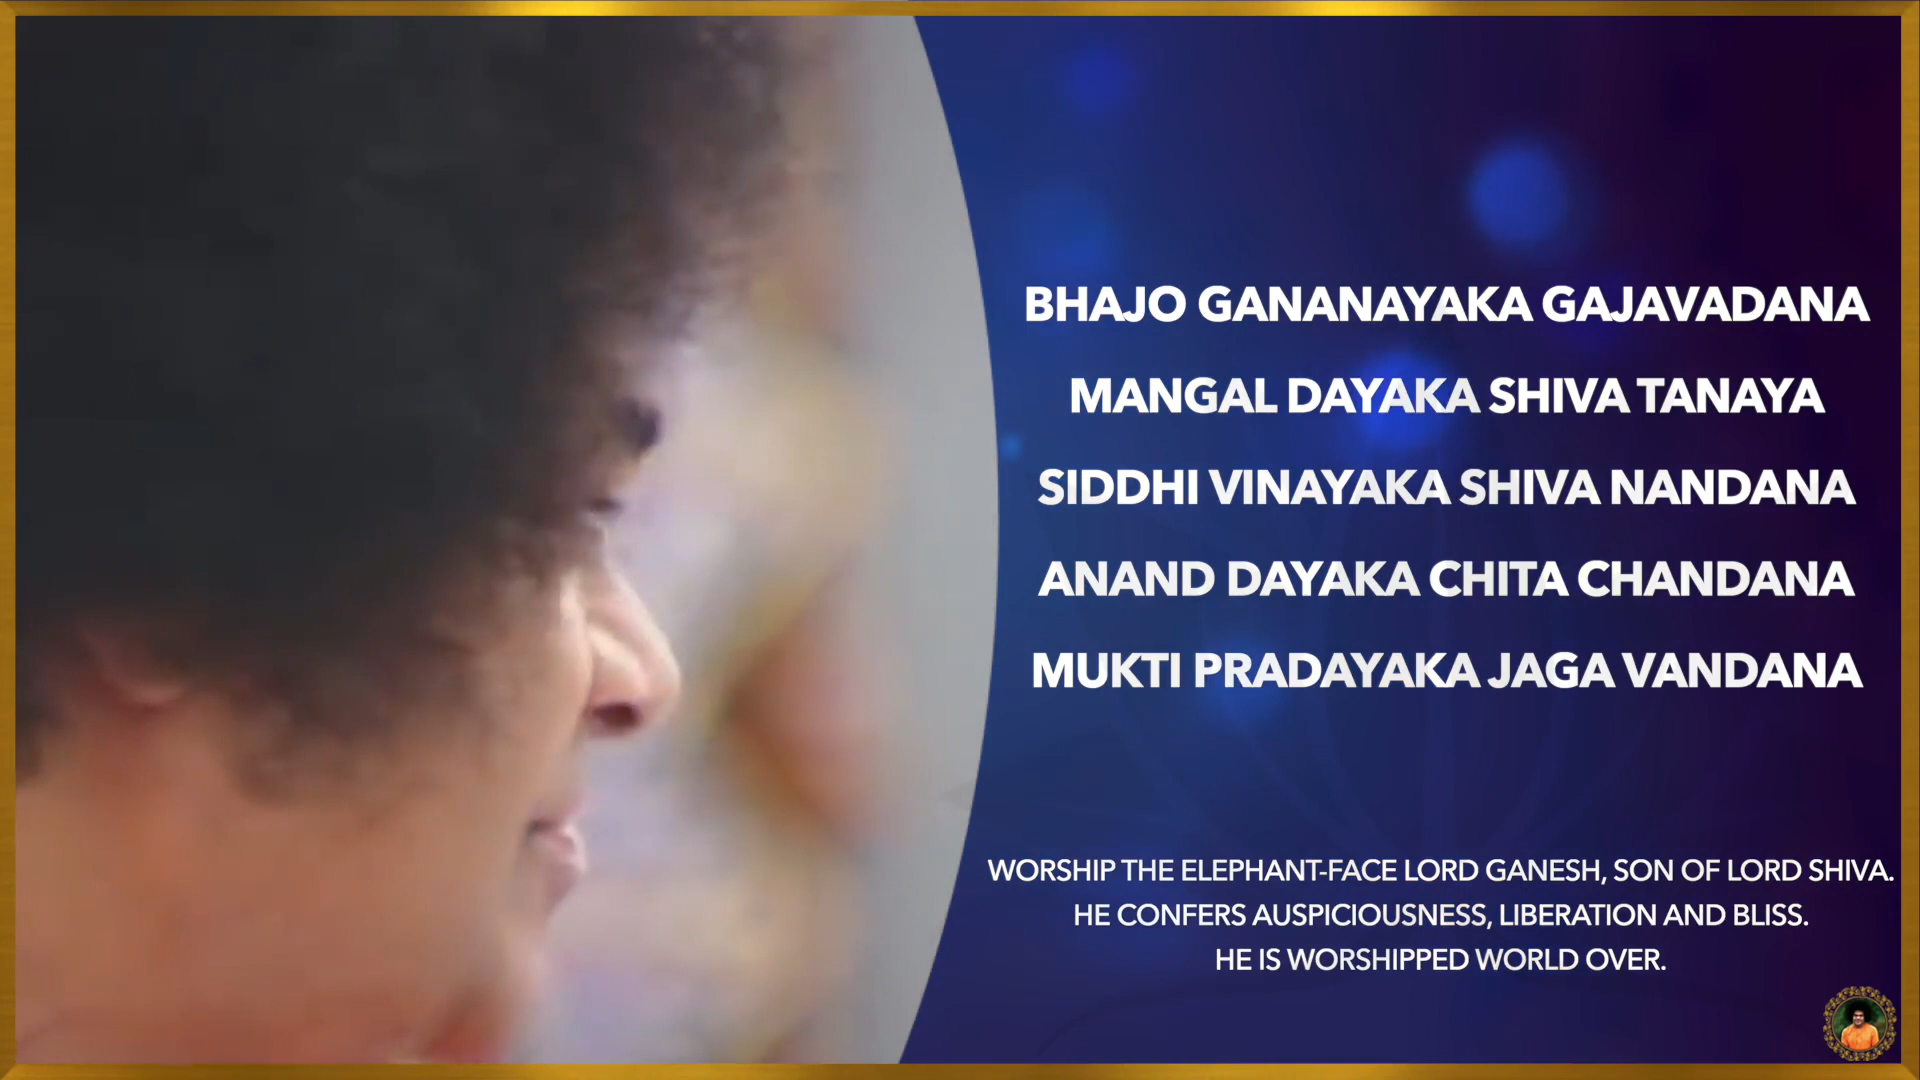 BHAJO GANANAYAKA GAJAVADANA
MANGAL DAYAKA SHIVA TANAYA
SIDDHI VINAYAKA SHIVA NANDANA
ANAND DAYAKA CHITA CHANDANA
MUKTI PRADAYAKA JAGA VANDANA
WORSHIP THE ELEPHANT-FACE LORD GANESH, SON OF LORD SHIVA.
HE CONFERS AUSPICIOUSNESS, LIBERATION AND BLISS.
HE IS WORSHIPPED WORLD OVER.